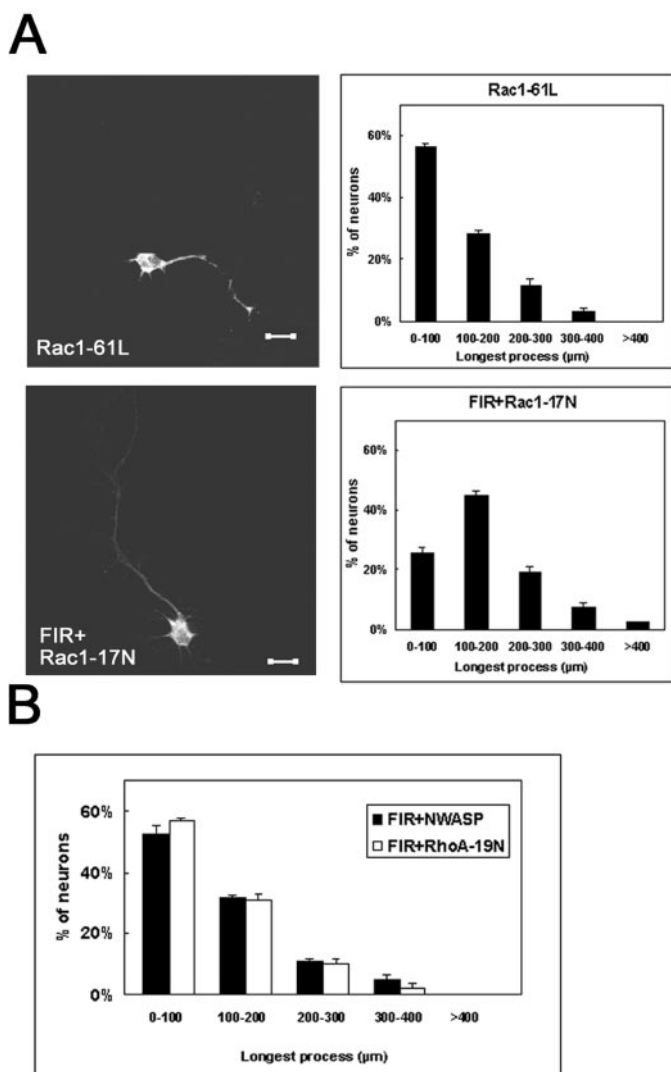 A
Rac1-61L
Rac1-61L
% of neurons
60%
40%
20%
0%
0-100 100-200 200-300 300-400 >400
Longest process (µm)
FIR+
Rac1-17N
FIR+Rac1-17N
% of neurons
60%
40%
20%
0%
0-100 100-200 200-300 300-400 >400
Longest process (µm)
B
FIR+NWASP
FIR+RhoA-19N
% of neurons
60%
40%
20%
0%
0-100 100-200 200-300 300-400 >400
Longest process (µm)